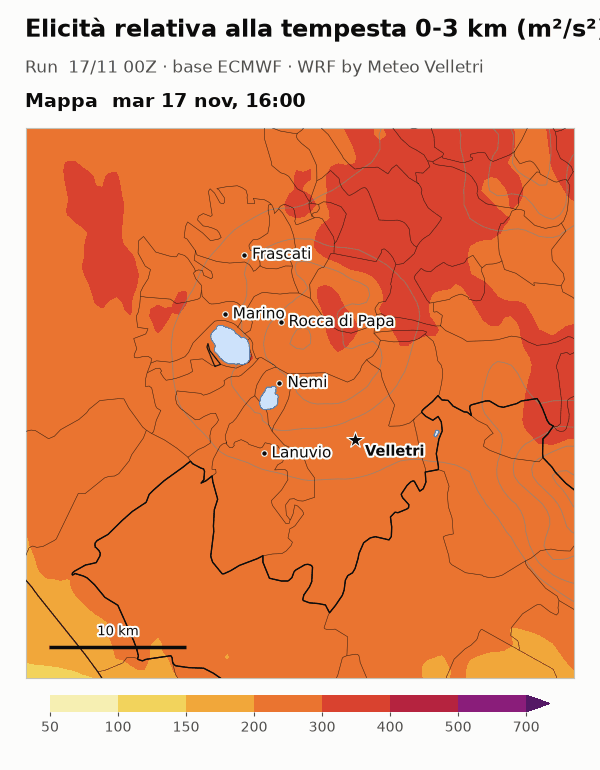 Elicità relativa alla tempesta 0-3 km (m²/s²)
Run  17/11 00Z · base ECMWF · WRF by Meteo Velletri
Mappa  mar 17 nov, 16:00
Frascati
Marino
Rocca di Papa
Nemi
Velletri
Lanuvio
10 km
50 100 150 200 300 400 500 700